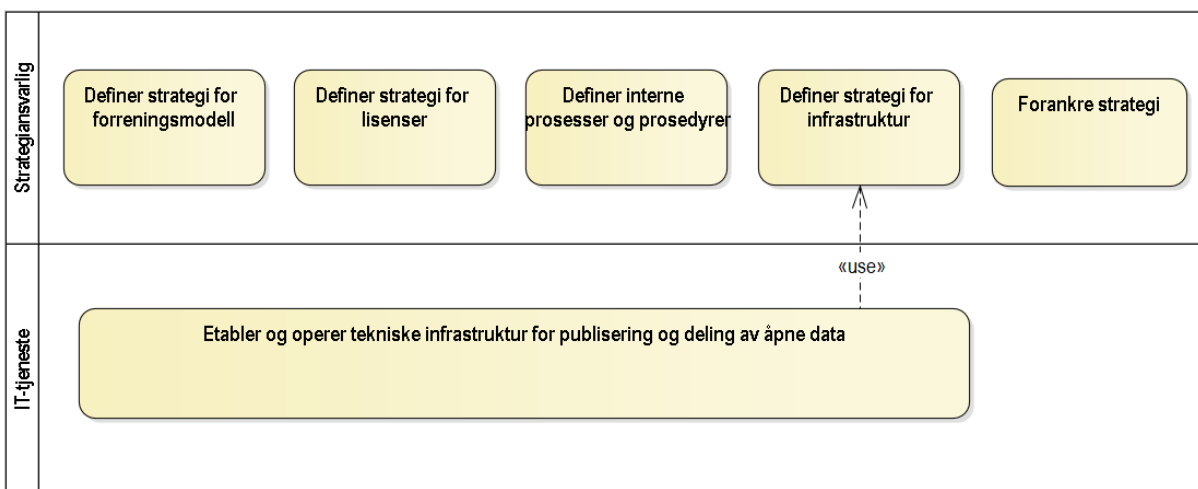 Strategiansvarlig
Definer strategi for
forreningsmodell
Definer strategi for
lisenser
Definer interne
prosesser og prosedyrer
Definer strategi for
infrastruktur
Forankre strategi
«use»
IT-tjeneste
Etabler og operer tekniske infrastruktur for publisering og deling av åpne data